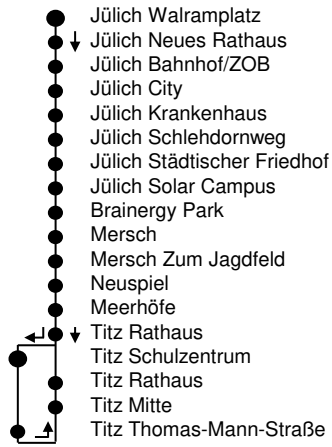 Jülich Walramplatz
Jülich Neues Rathaus
Jülich Bahnhof/ZOB
Jülich City
Jülich Krankenhaus
Jülich Schlehdornweg
Jülich Städtischer Friedhof
Jülich Solar Campus
Brainergy Park
Mersch
Mersch Zum Jagdfeld
Neuspiel
Meerhöfe
Titz Rathaus
Titz Schulzentrum
Titz Rathaus
Titz Mitte
Titz Thomas-Mann-Straße